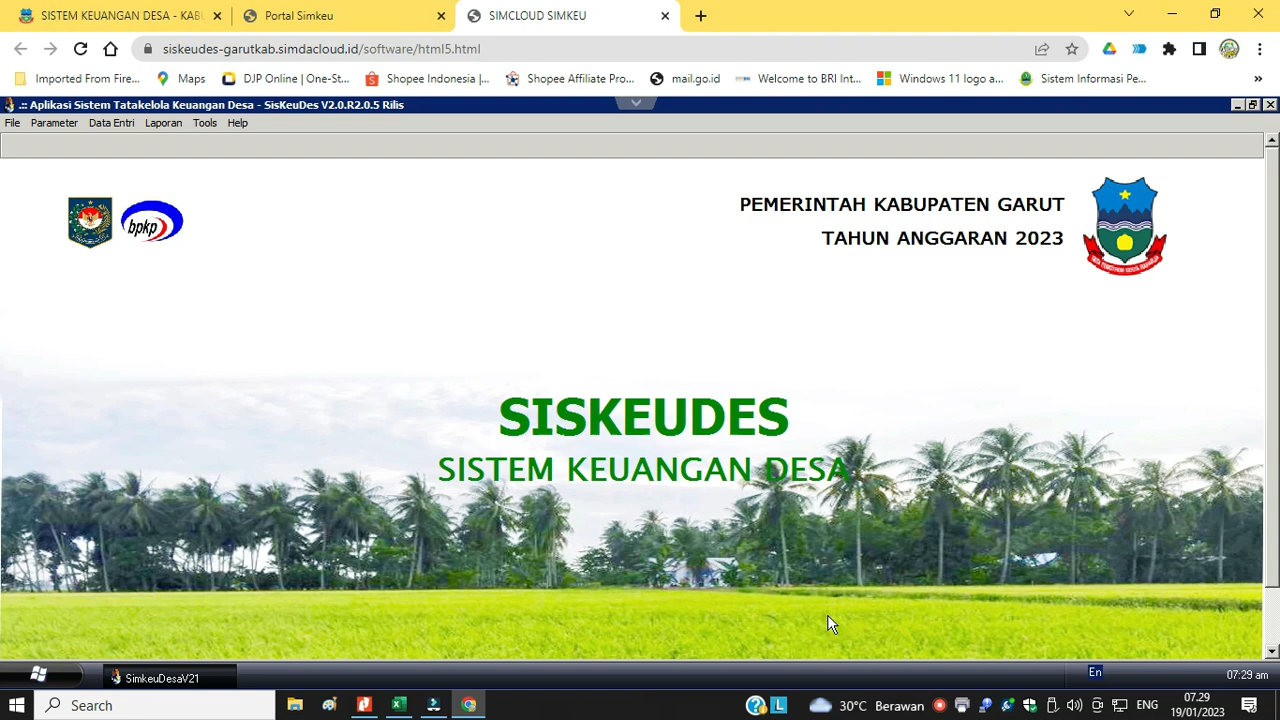 SISTEM KEUANGAN DESA - KABU
Portal Simkeu
SIMCLOUD SIMKEU
siskeudes-garutkab.simdacloud.id/software/html5.html
Imported From Fire...
Maps
DJP Online | One-St...
Shopee Indonesia |...
Shopee Affiliate Pro...
mail.go.id
Welcome to BRI Int...
Windows 11 logo a...
Sistem Informasi Pe...
.:: Aplikasi Sistem Tatakelola Keuangan Desa - SisKeuDes V2.0.R2.0.5 Rilis
File Parameter Data Entri Laporan Tools Help
bpkp
PEMERINTAH KABUPATEN GARUT
TAHUN ANGGARAN 2023
SISKEUDES
SISTEM KEUANGAN DESA
SimkeuDesaV21
En
07:29 am
Search
L
30°C Berawan
ENG
07.29
19/01/2023